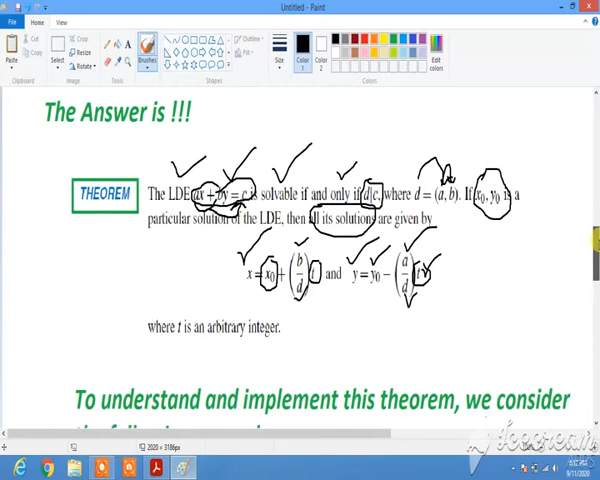 Untitled - Paint
File Home View
Paste Cut Copy Select Crop Resize Rotate Brushes Outline Fill Size Color 1 Color 2 Edit colors
Clipboard Image Tools Shapes Colors
The Answer is !!!
THEOREM The LDE ax + by = c is solvable if and only if d|c, where d = (a, b). If x₀, y₀ is a
particular solution of the LDE, then all its solutions are given by
x = x₀ + (b/d) t and y = y₀ − (a/d) t
where t is an arbitrary integer.
To understand and implement this theorem, we consider
2020 × 3186px
Icecream
9/11/2020